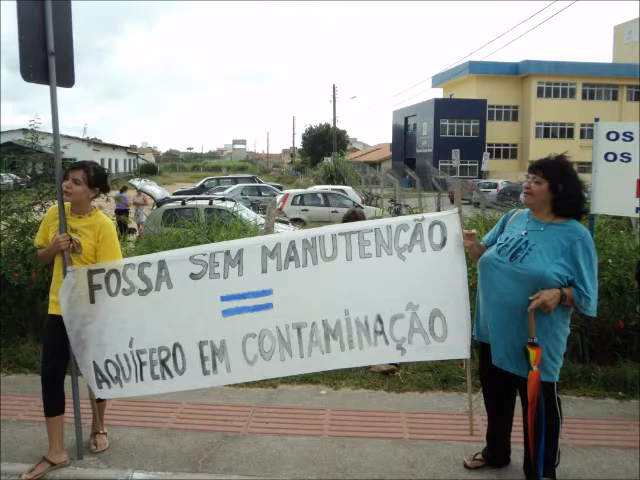 FOSSA SEM MANUTENÇÃO
=
AQUÍFERO EM CONTAMINAÇÃO
OS
OS